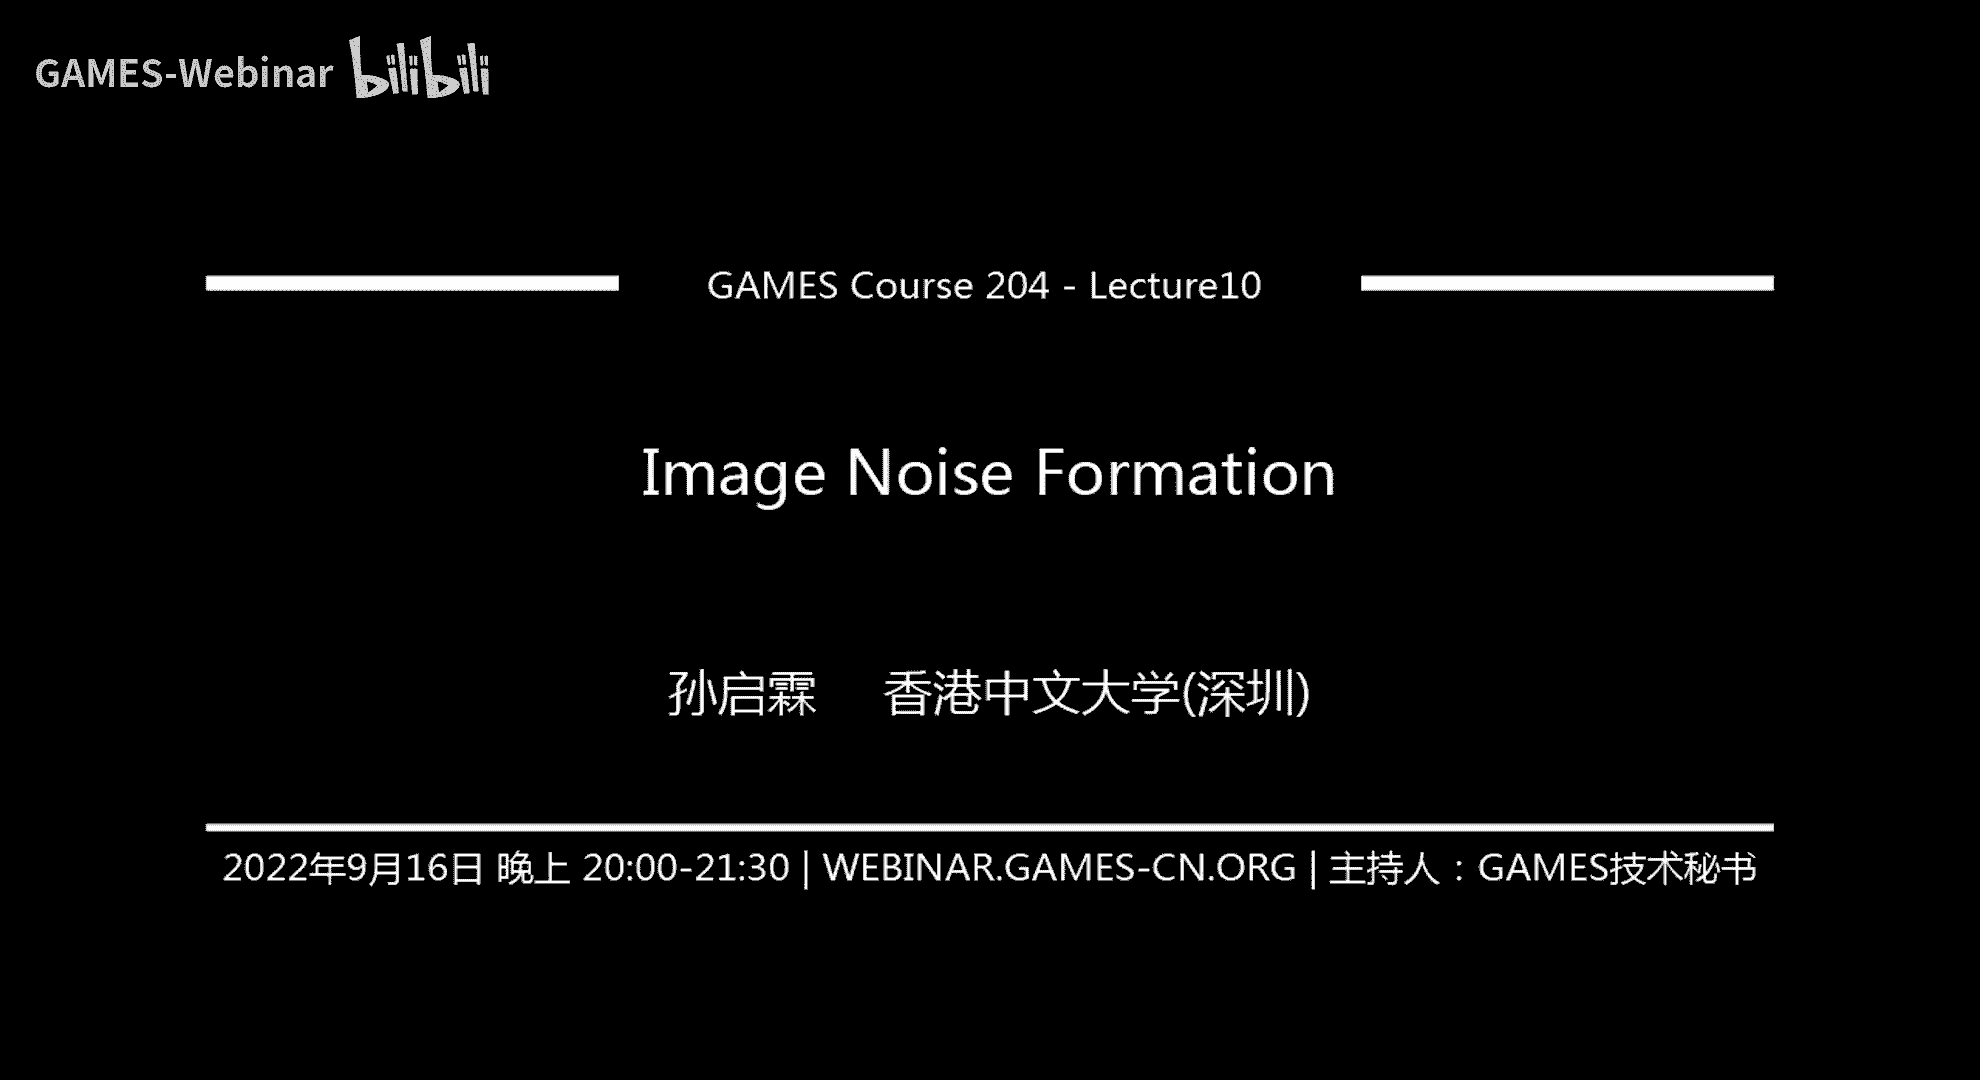 GAMES-Webinar bilibili
GAMES Course 204 - Lecture10
Image Noise Formation
孙启霖 香港中文大学(深圳)
2022年9月16日 晚上 20:00-21:30 | WEBINAR.GAMES-CN.ORG | 主持人：GAMES技术秘书